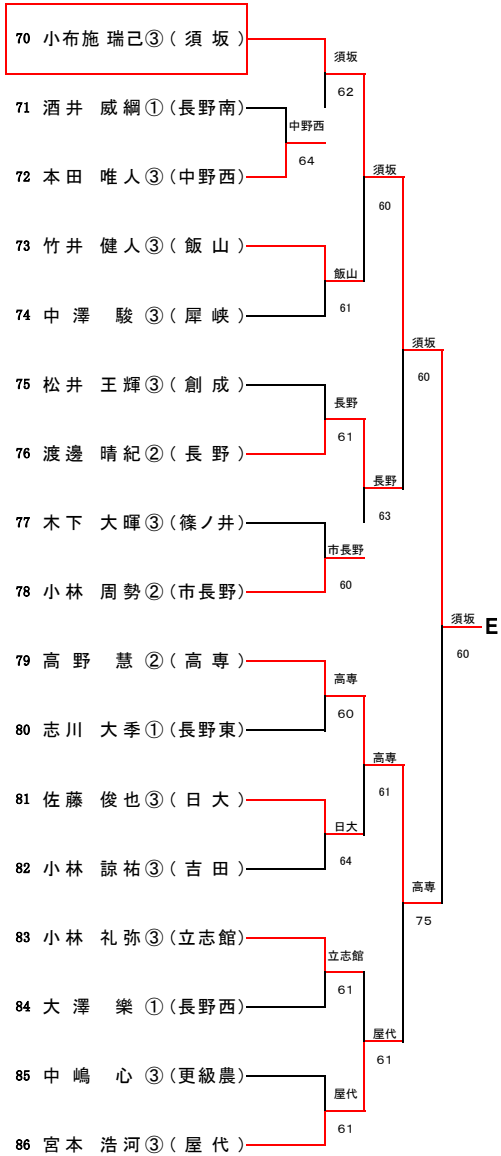 70 小布施 瑞己③ ( 須 坂 )
須坂
62
71 酒 井 威 綱 ① (長野南)
中野西
64
72 本 田 唯 人 ③ (中野西)
須坂
60
73 竹 井 健 人 ③ ( 飯 山 )
飯山
61
74 中 澤 駿 ③ ( 犀 峡 )
須坂
60
75 松 井 王 輝 ③ ( 創 成 )
長野
61
76 渡 邊 晴 紀 ② ( 長 野 )
長野
63
77 木 下 大 暉 ③ (篠ノ井)
市長野
60
78 小 林 周 勢 ② (市長野)
須坂 E
60
79 高 野 慧 ② ( 高 専 )
高専
60
80 志 川 大 季 ① (長野東)
高専
61
81 佐 藤 俊 也 ③ ( 日 大 )
日大
64
82 小 林 諒 祐 ③ ( 吉 田 )
高専
75
83 小 林 礼 弥 ③ (立志館)
立志館
61
84 大 澤 樂 ① (長野西)
屋代
61
85 中 嶋 心 ③ (更級農)
屋代
61
86 宮 本 浩 河 ③ ( 屋 代 )